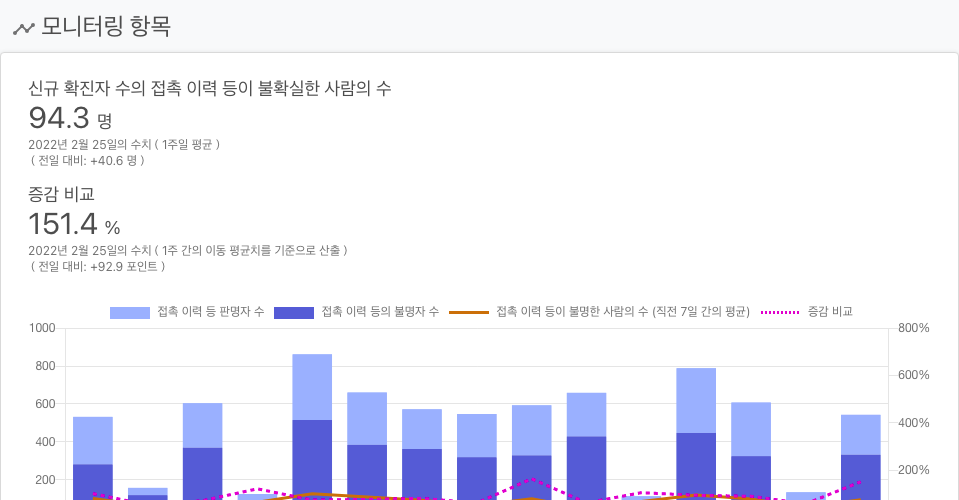 모니터링 항목
신규 확진자 수의 접촉 이력 등이 불확실한 사람의 수
94.3 명
2022년 2월 25일의 수치 ( 1주일 평균 )
( 전일 대비: +40.6 명 )
증감 비교
151.4 %
2022년 2월 25일의 수치 ( 1주 간의 이동 평균치를 기준으로 산출 )
( 전일 대비: +92.9 포인트 )
접촉 이력 등 판명자 수 접촉 이력 등의 불명자 수 접촉 이력 등이 불명한 사람의 수 (직전 7일 간의 평균) 증감 비교
1000 800%
800
600%
600
400 400%
200 200%